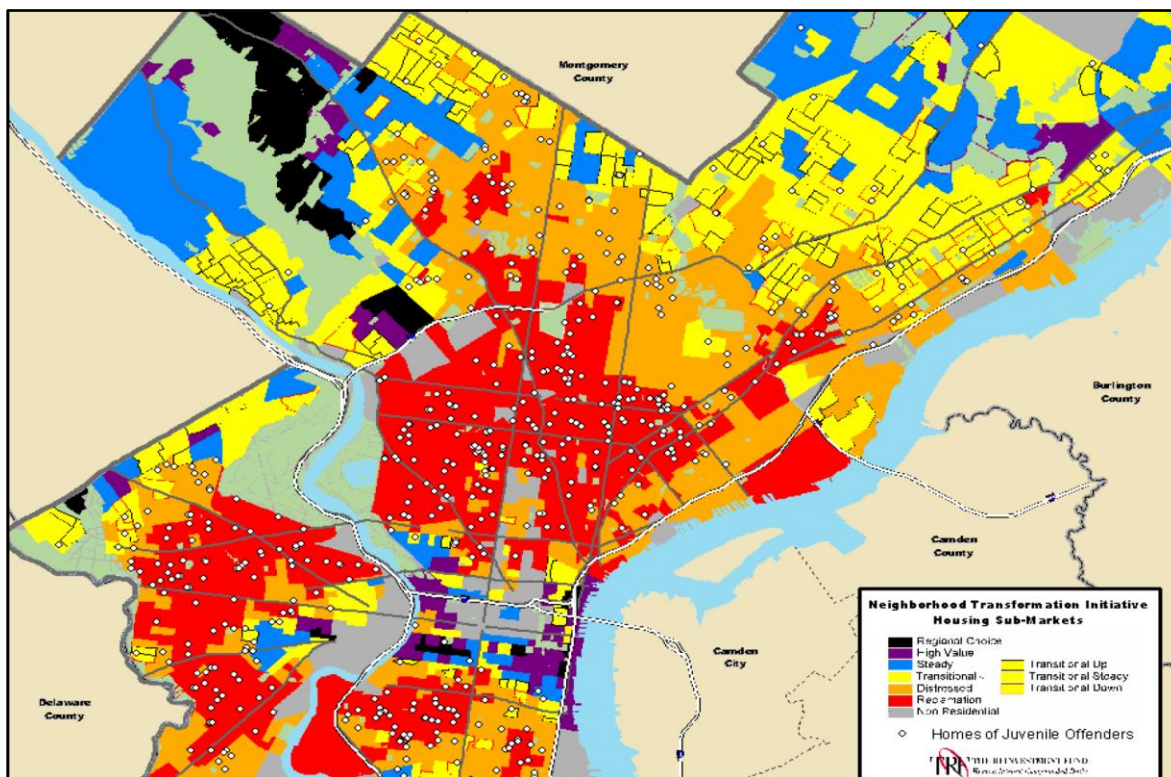 Montgomery
County
Burlington
County
Camden
County
Camden
City
Delaware
County
Neighborhood Transformation Initiative
Housing Sub-Markets
Regional Choice
High Value
Steady
Transitional
Distressed
Reclamation
Non Residential
Transitional Up
Transitional Steady
Transitional Down
Homes of Juvenile Offenders
THE REINVESTMENT FUND